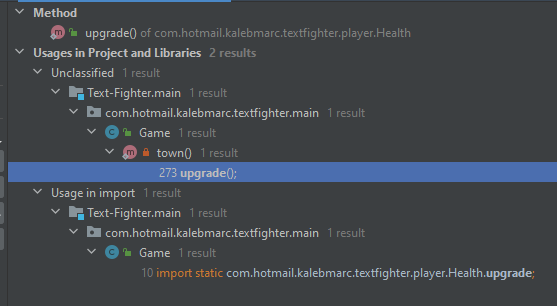 Method
upgrade() of com.hotmail.kalebmarc.textfighter.player.Health
Usages in Project and Libraries 2 results
Unclassified 1 result
Text-Fighter.main 1 result
com.hotmail.kalebmarc.textfighter.main 1 result
Game 1 result
town() 1 result
273 upgrade();
Usage in import 1 result
Text-Fighter.main 1 result
com.hotmail.kalebmarc.textfighter.main 1 result
Game 1 result
10 import static com.hotmail.kalebmarc.textfighter.player.Health.upgrade;